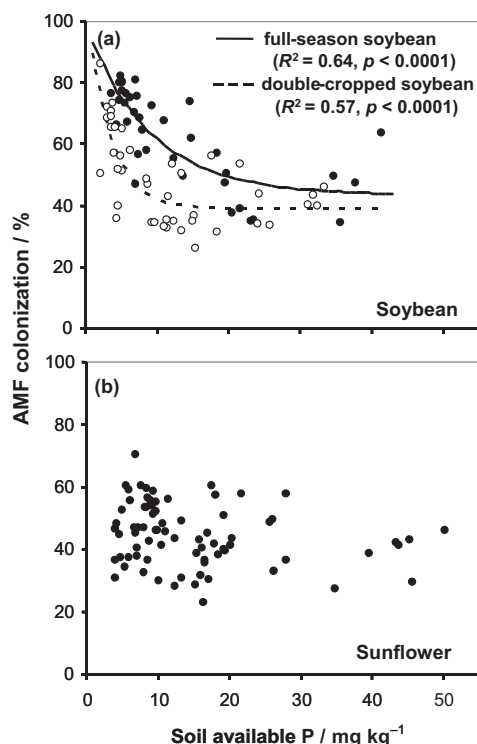 100
(a)
full-season soybean
(R² = 0.64, p < 0.0001)
double-cropped soybean
(R² = 0.57, p < 0.0001)
80
60
40
20
0
Soybean
AMF colonization / %
100
(b)
80
60
40
20
0
Sunflower
0 10 20 30 40 50
Soil available P / mg kg⁻¹